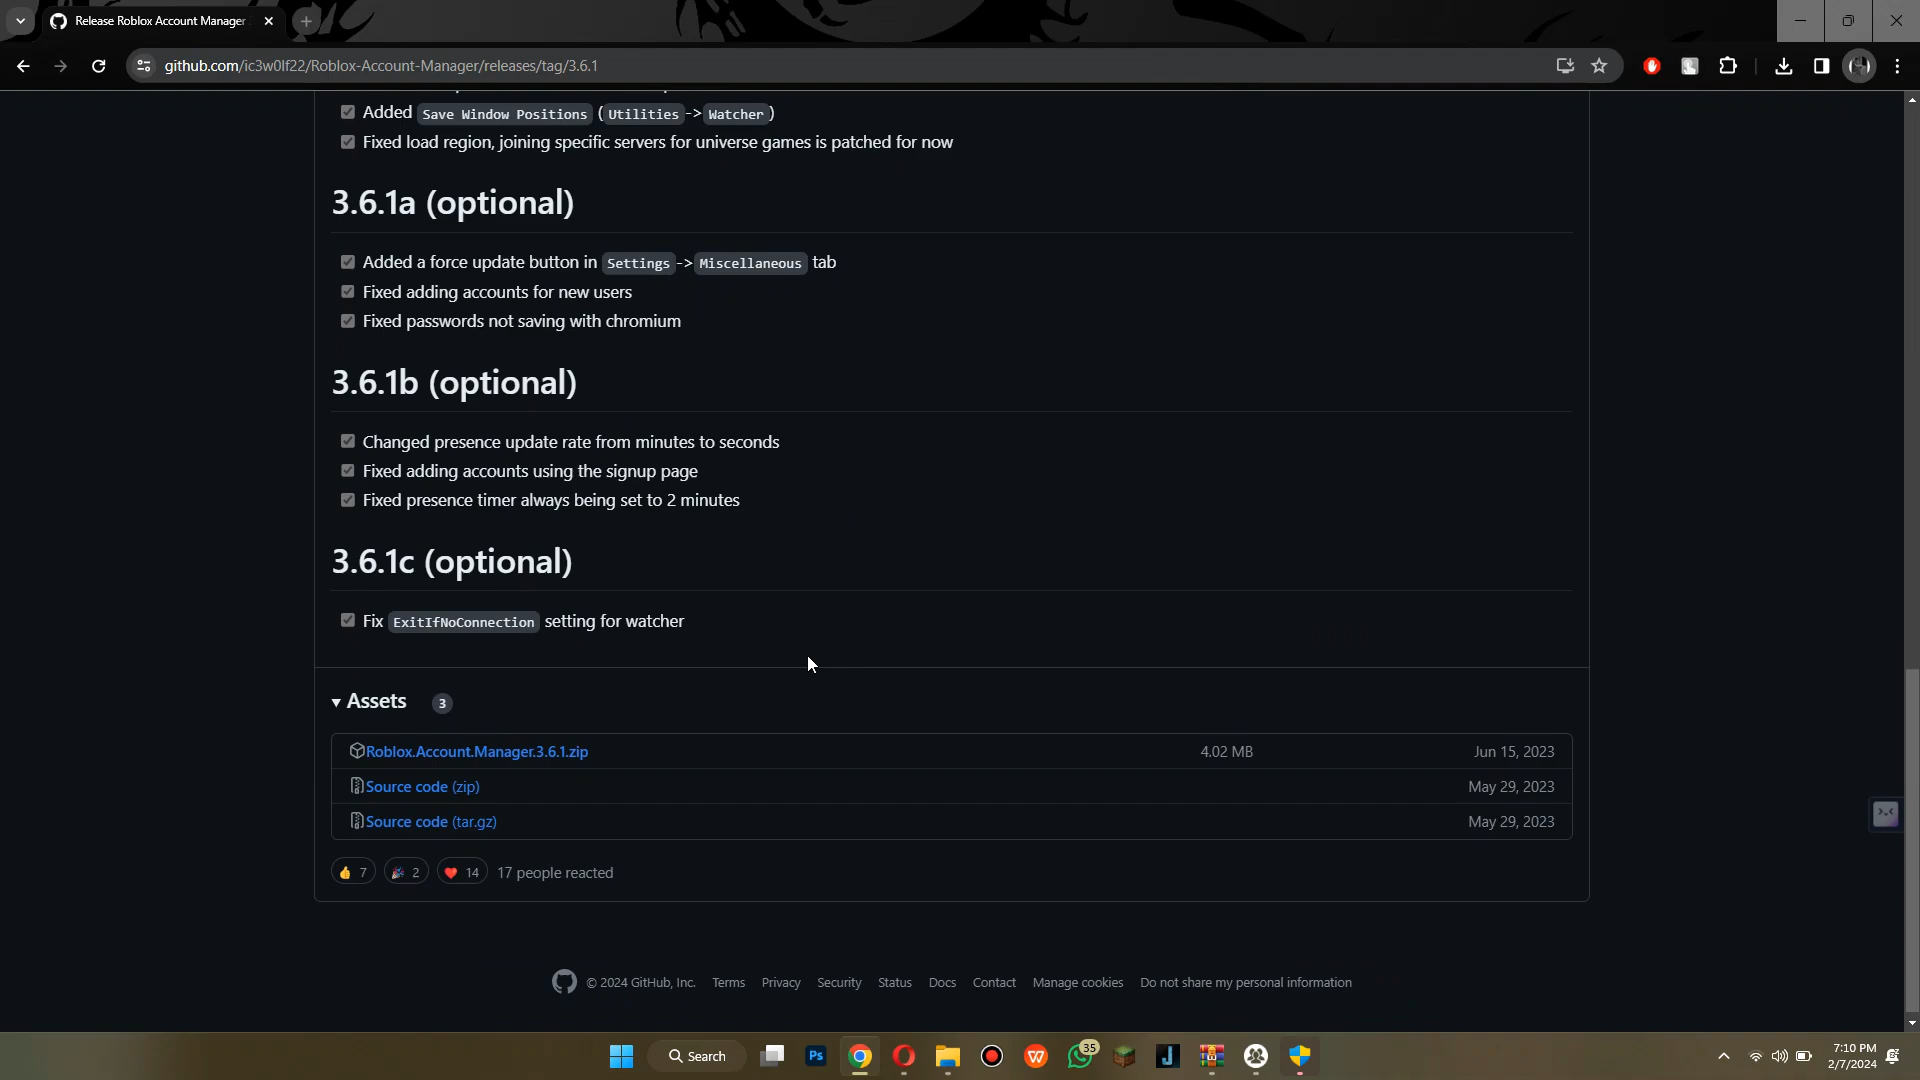 Release Roblox Account Manager
github.com/ic3w0lf22/Roblox-Account-Manager/releases/tag/3.6.1
Added Save Window Positions (Utilities->Watcher)
Fixed load region, joining specific servers for universe games is patched for now
3.6.1a (optional)
Added a force update button in Settings->Miscellaneous tab
Fixed adding accounts for new users
Fixed passwords not saving with chromium
3.6.1b (optional)
Changed presence update rate from minutes to seconds
Fixed adding accounts using the signup page
Fixed presence timer always being set to 2 minutes
3.6.1c (optional)
Fix ExitIfNoConnection setting for watcher
Assets 3
Roblox.Account.Manager.3.6.1.zip 4.02 MB Jun 15, 2023
Source code (zip) May 29, 2023
Source code (tar.gz) May 29, 2023
7 2 14 17 people reacted
© 2024 GitHub, Inc. Terms Privacy Security Status Docs Contact Manage cookies Do not share my personal information
Search Ps 35 7:10 PM
2/7/2024